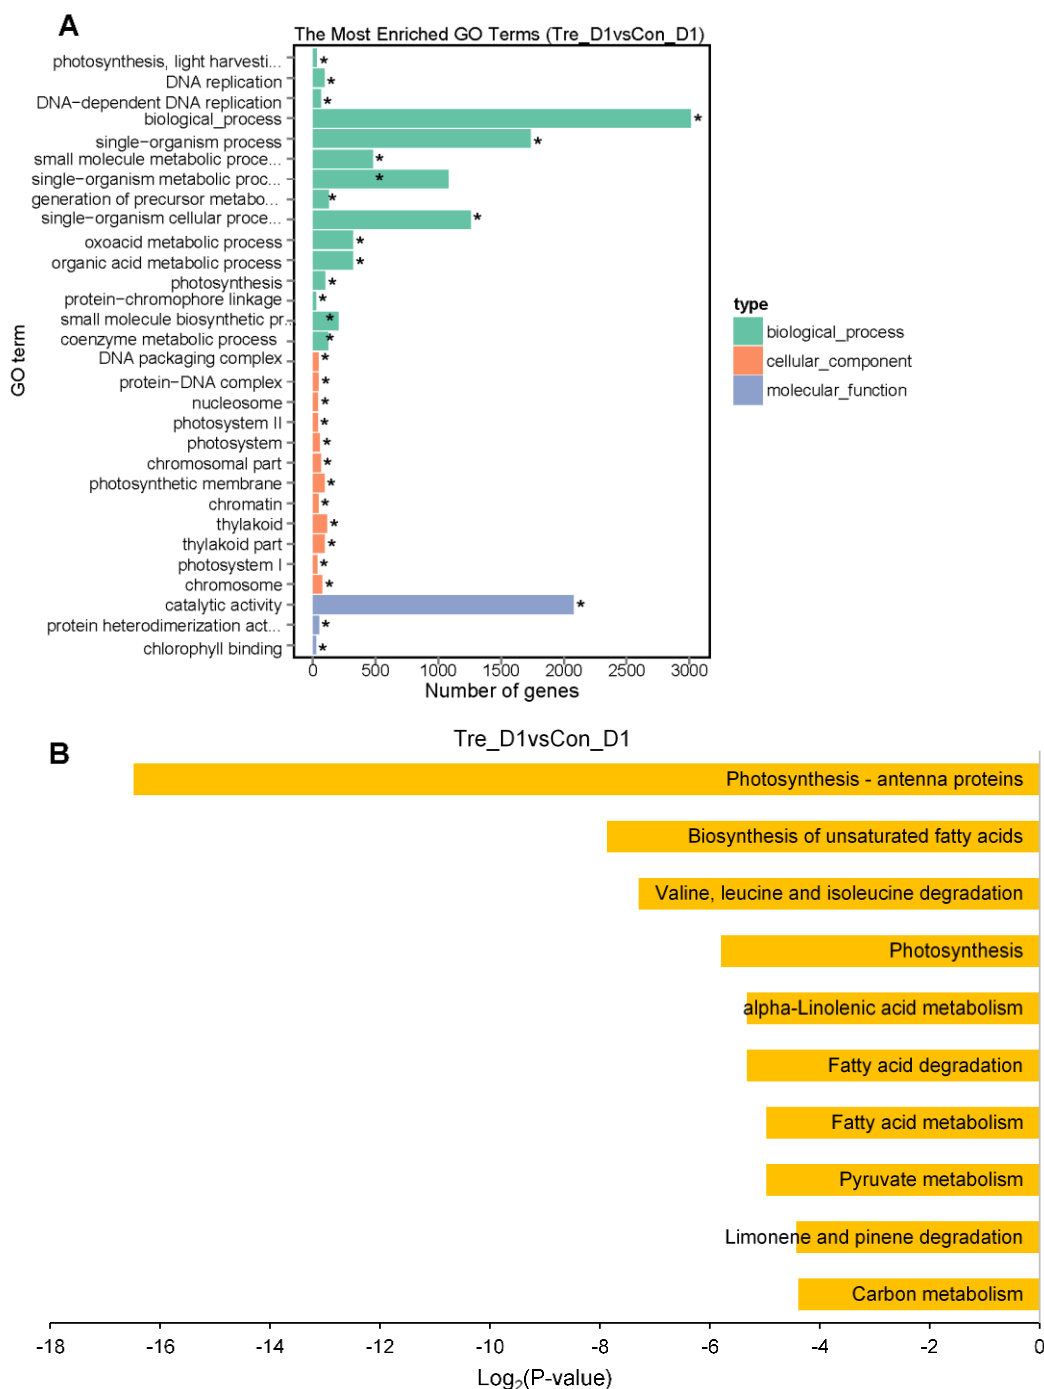 A
The Most Enriched GO Terms (Tre_D1vsCon_D1)
photosynthesis, light harvesti...
DNA replication
DNA-dependent DNA replication
biological_process
single-organism process
small molecule metabolic proce...
single-organism metabolic proc...
generation of precursor metabo...
single-organism cellular proce...
oxoacid metabolic process
organic acid metabolic process
photosynthesis
protein-chromophore linkage
small molecule biosynthetic pr..
coenzyme metabolic process
DNA packaging complex
protein-DNA complex
nucleosome
photosystem II
photosystem
chromosomal part
photosynthetic membrane
chromatin
thylakoid
thylakoid part
photosystem I
chromosome
catalytic activity
protein heterodimerization act...
chlorophyll binding
GO term
0 500 1000 1500 2000 2500 3000
Number of genes
type
biological_process
cellular_component
molecular_function
B
Tre_D1vsCon_D1
Photosynthesis - antenna proteins
Biosynthesis of unsaturated fatty acids
Valine, leucine and isoleucine degradation
Photosynthesis
alpha-Linolenic acid metabolism
Fatty acid degradation
Fatty acid metabolism
Pyruvate metabolism
Limonene and pinene degradation
Carbon metabolism
-18 -16 -14 -12 -10 -8 -6 -4 -2 0
Log₂(P-value)